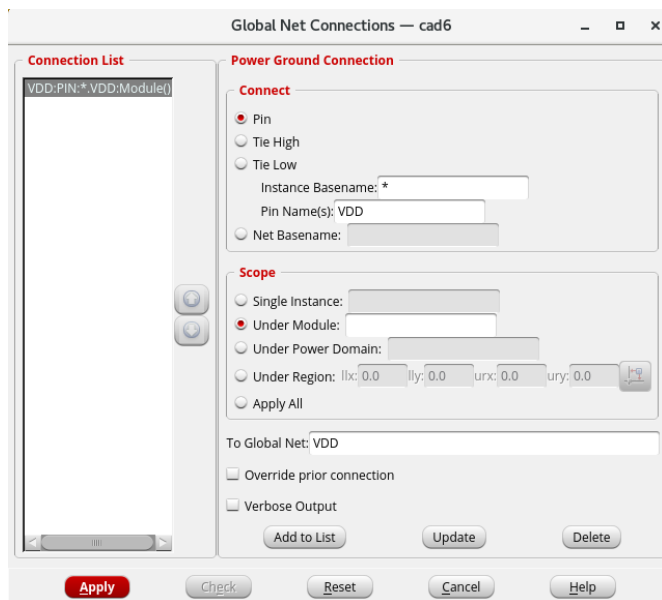 Global Net Connections — cad6
Connection List
VDD:PIN:*.VDD:Module()
Power Ground Connection
Connect
Pin
Tie High
Tie Low
Instance Basename: *
Pin Name(s): VDD
Net Basename:
Scope
Single Instance:
Under Module:
Under Power Domain:
Under Region: llx: 0.0 lly: 0.0 urx: 0.0 ury: 0.0
Apply All
To Global Net: VDD
Override prior connection
Verbose Output
Add to List Update Delete
Apply Check Reset Cancel Help